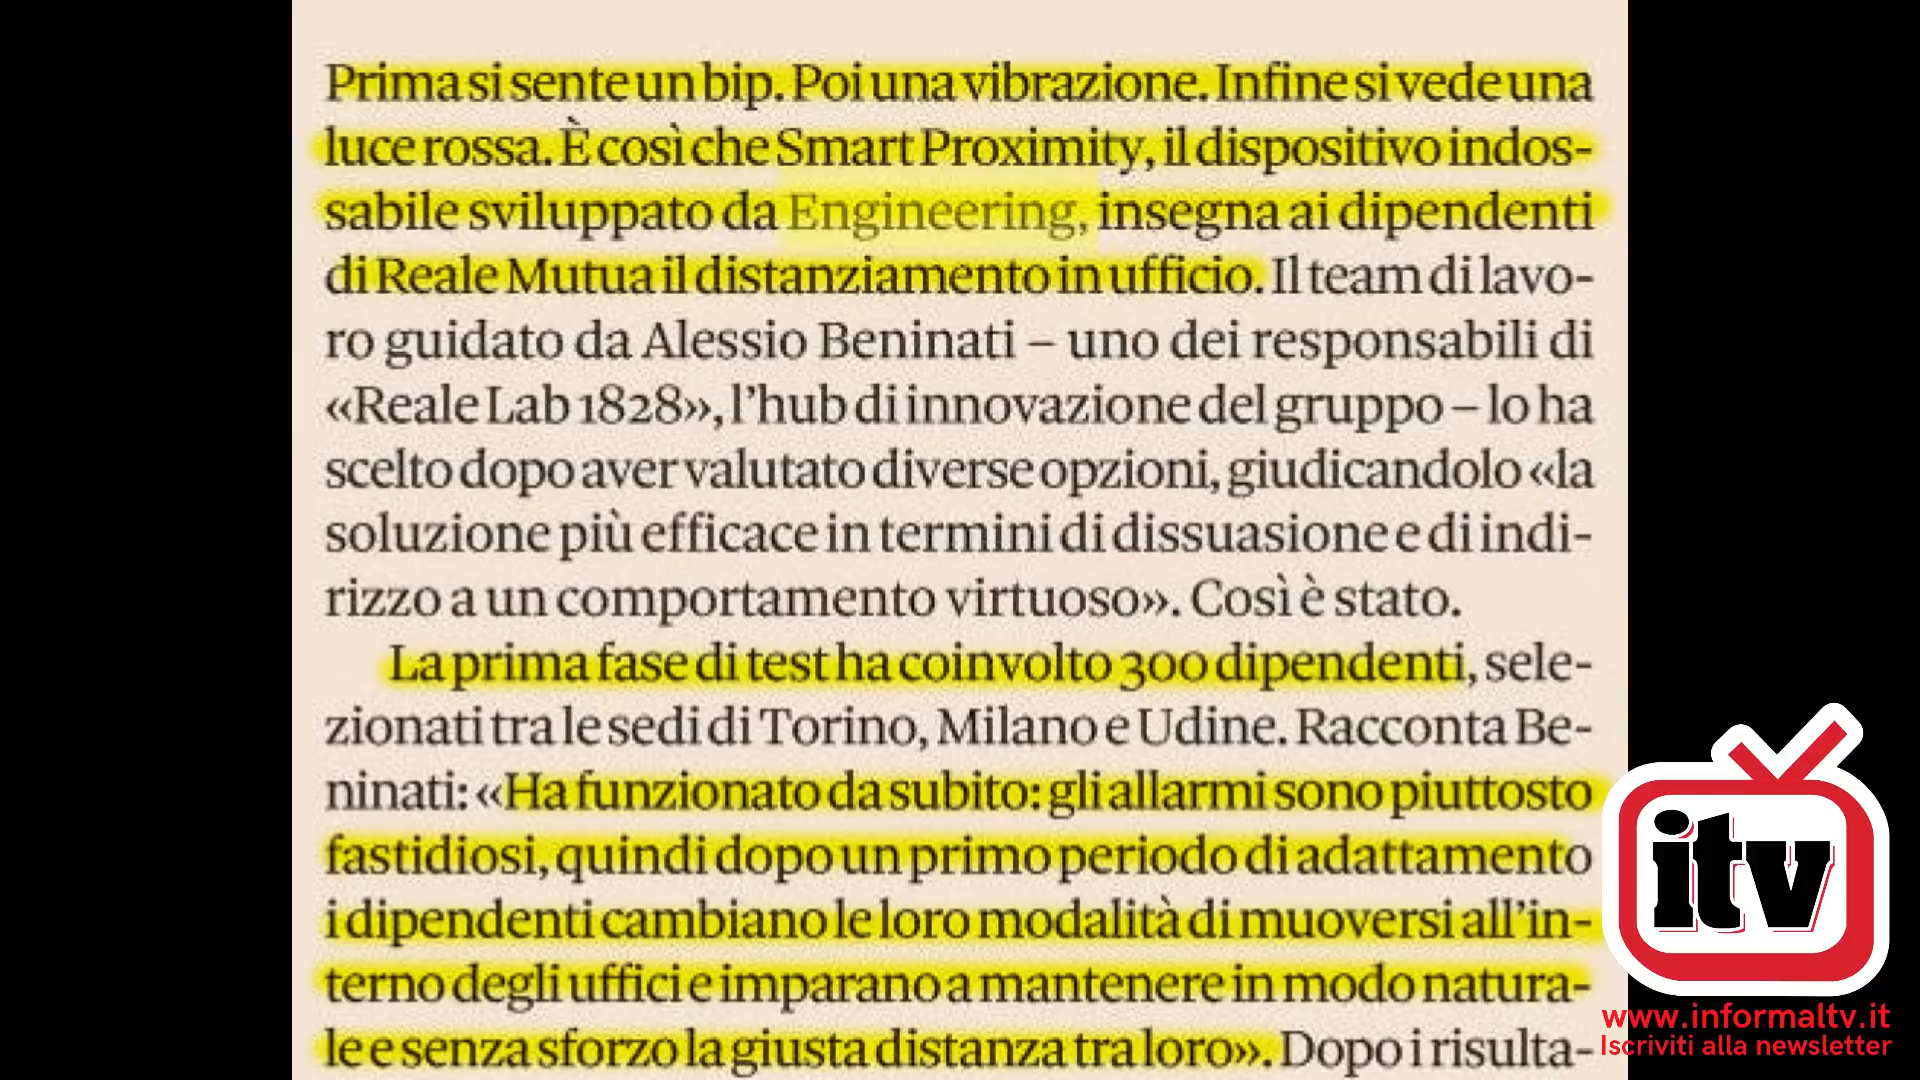 Prima si sente un bip. Poi una vibrazione. Infine si vede una
luce rossa. È così che Smart Proximity, il dispositivo indos-
sabile sviluppato da Engineering, insegna ai dipendenti
di Reale Mutua il distanziamento in ufficio. Il team di lavo-
ro guidato da Alessio Beninati – uno dei responsabili di
«Reale Lab 1828», l’hub di innovazione del gruppo – lo ha
scelto dopo aver valutato diverse opzioni, giudicandolo «la
soluzione più efficace in termini di dissuasione e di indi-
rizzo a un comportamento virtuoso». Così è stato.
La prima fase di test ha coinvolto 300 dipendenti, sele-
zionati tra le sedi di Torino, Milano e Udine. Racconta Be-
ninati: «Ha funzionato da subito: gli allarmi sono piuttosto
fastidiosi, quindi dopo un primo periodo di adattamento
i dipendenti cambiano le loro modalità di muoversi all’in-
terno degli uffici e imparano a mantenere in modo natura-
le e senza sforzo la giusta distanza tra loro». Dopo i risulta-
itv
www.informaltv.it
Iscriviti alla newsletter